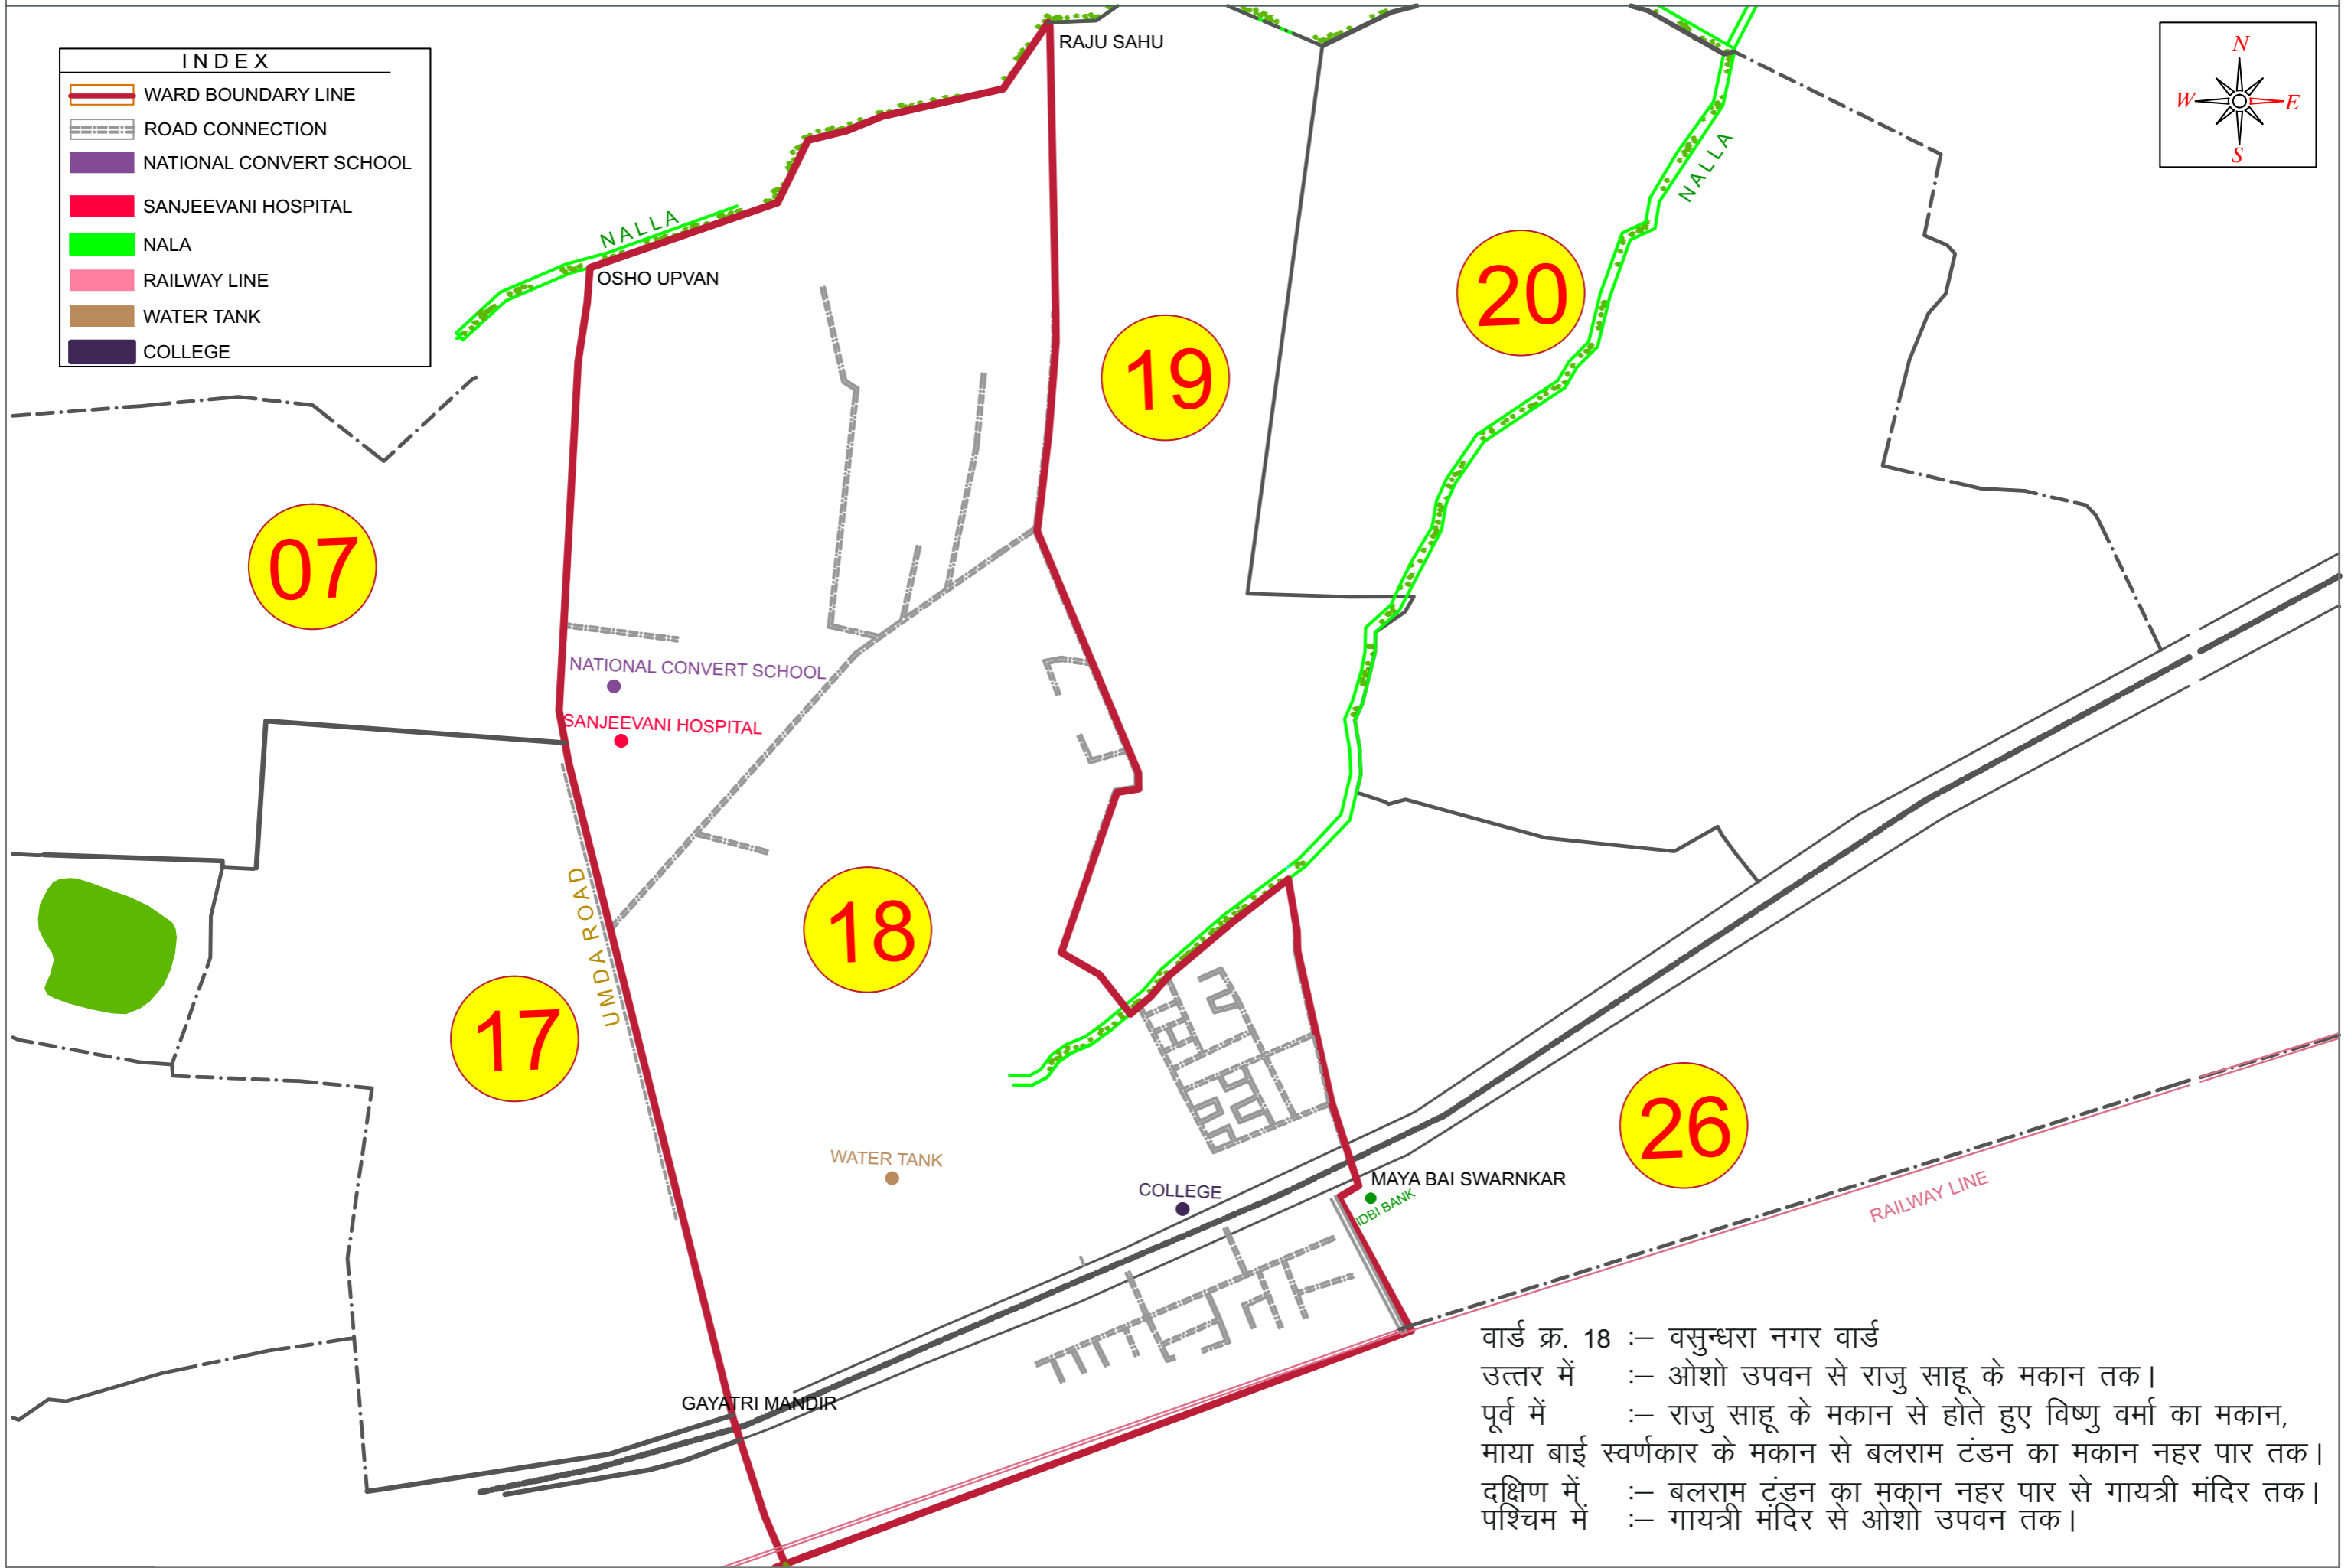 INDEX
WARD BOUNDARY LINE
ROAD CONNECTION
NATIONAL CONVERT SCHOOL
SANJEEVANI HOSPITAL
NALA
RAILWAY LINE
WATER TANK
COLLEGE
RAJU SAHU
N
W E
S
NALLA
NALLA
OSHO UPVAN
20
19
07
NATIONAL CONVERT SCHOOL
SANJEEVANI HOSPITAL
UMDA ROAD
18
17
26
WATER TANK
COLLEGE
MAYA BAI SWARNKAR
IDBI BANK
RAILWAY LINE
GAYATRI MANDIR
वार्ड क्र. 18 :– वसुन्धरा नगर वार्ड
उत्तर में :– ओशो उपवन से राजु साहू के मकान तक।
पूर्व में :– राजु साहू के मकान से होते हुए विष्णु वर्मा का मकान,
माया बाई स्वर्णकार के मकान से बलराम टंडन का मकान नहर पार तक।
दक्षिण में :– बलराम टंडन का मकान नहर पार से गायत्री मंदिर तक।
पश्चिम में :– गायत्री मंदिर से ओशो उपवन तक।